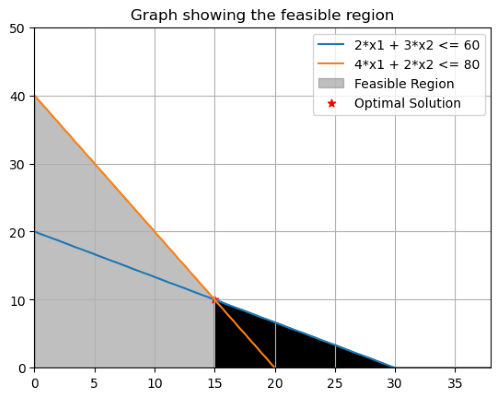 Graph showing the feasible region
50
40
30
20
10
0
2*x1 + 3*x2 <= 60
4*x1 + 2*x2 <= 80
Feasible Region
Optimal Solution
0 5 10 15 20 25 30 35